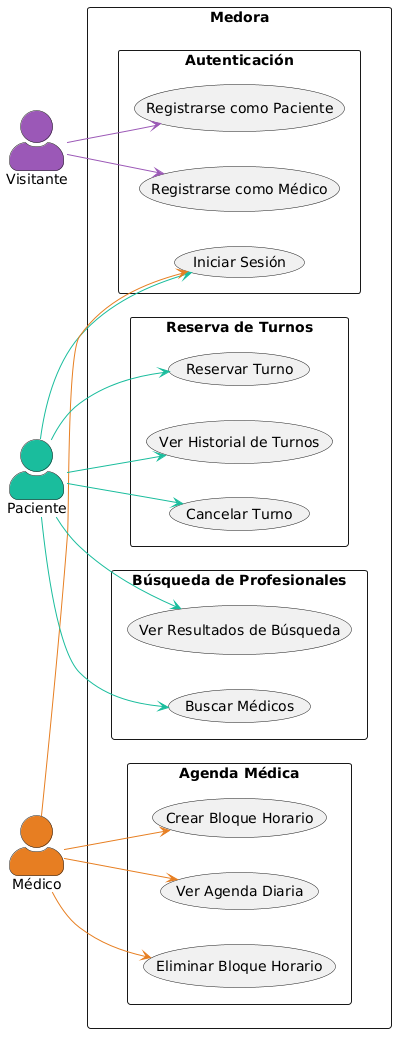 Medora
Autenticación
Registrarse como Paciente
Visitante
Registrarse como Médico
Iniciar Sesión
Reserva de Turnos
Reservar Turno
Ver Historial de Turnos
Paciente
Cancelar Turno
Búsqueda de Profesionales
Ver Resultados de Búsqueda
Buscar Médicos
Agenda Médica
Crear Bloque Horario
Médico
Ver Agenda Diaria
Eliminar Bloque Horario